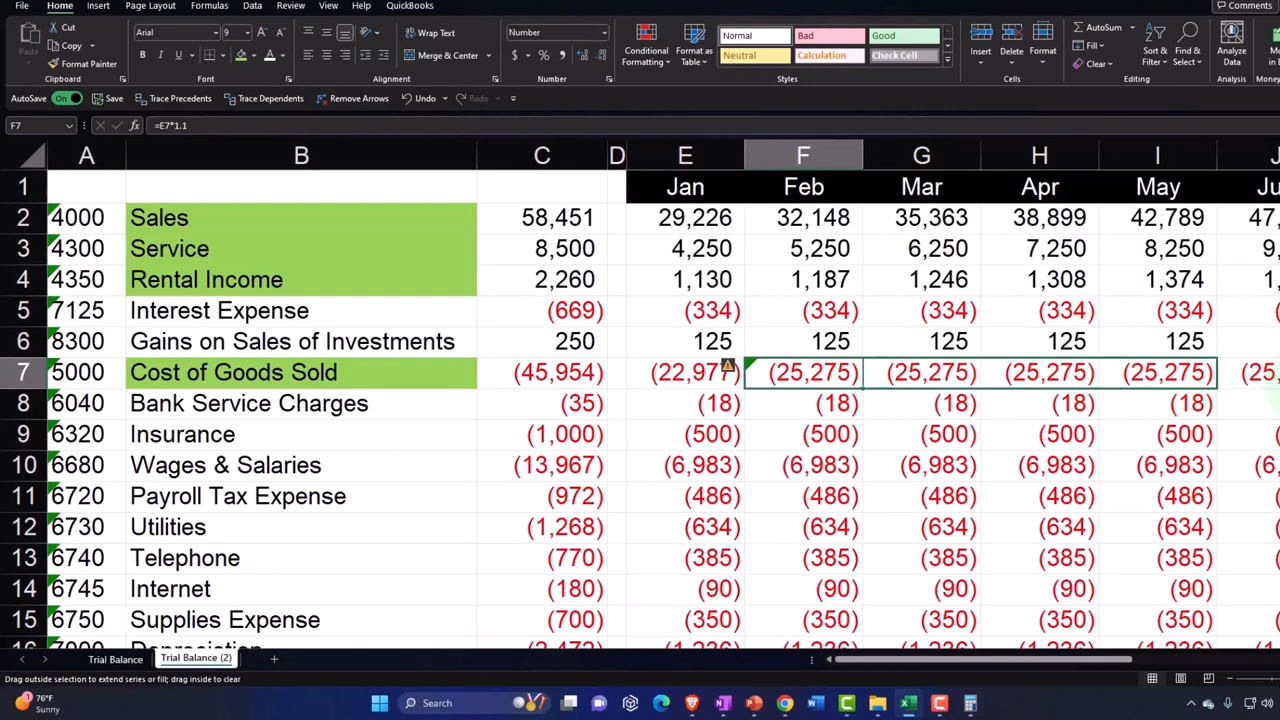 File Home Insert Page Layout Formulas Data Review View Help QuickBooks Comments
Cut Arial 9 Wrap Text Number Normal Bad Good AutoSum
Paste Copy Conditional Formatting Format as Table Neutral Calculation Check Cell Insert Delete Format Fill Sort & Filter Find & Select Analyze Data
Format Painter B I U A Merge & Center $ % Clear
Clipboard Font Alignment Number Styles Cells Editing Analysis
AutoSave On Save Trace Precedents Trace Dependents Remove Arrows Undo Redo
F7 fx =E7*1.1
A B C D E F G H I
1 Jan Feb Mar Apr May
2 4000 Sales 58,451 29,226 32,148 35,363 38,899 42,789
3 4300 Service 8,500 4,250 5,250 6,250 7,250 8,250
4 4350 Rental Income 2,260 1,130 1,187 1,246 1,308 1,374
5 7125 Interest Expense (669) (334) (334) (334) (334) (334)
6 8300 Gains on Sales of Investments 250 125 125 125 125 125
7 5000 Cost of Goods Sold (45,954) (22,977) (25,275) (25,275) (25,275) (25,275)
8 6040 Bank Service Charges (35) (18) (18) (18) (18) (18)
9 6320 Insurance (1,000) (500) (500) (500) (500) (500)
10 6680 Wages & Salaries (13,967) (6,983) (6,983) (6,983) (6,983) (6,983)
11 6720 Payroll Tax Expense (972) (486) (486) (486) (486) (486)
12 6730 Utilities (1,268) (634) (634) (634) (634) (634)
13 6740 Telephone (770) (385) (385) (385) (385) (385)
14 6745 Internet (180) (90) (90) (90) (90) (90)
15 6750 Supplies Expense (700) (350) (350) (350) (350) (350)
Trial Balance Trial Balance (2)
Drag outside selection to extend series or fill; drag inside to clear
76°F
Sunny
Search